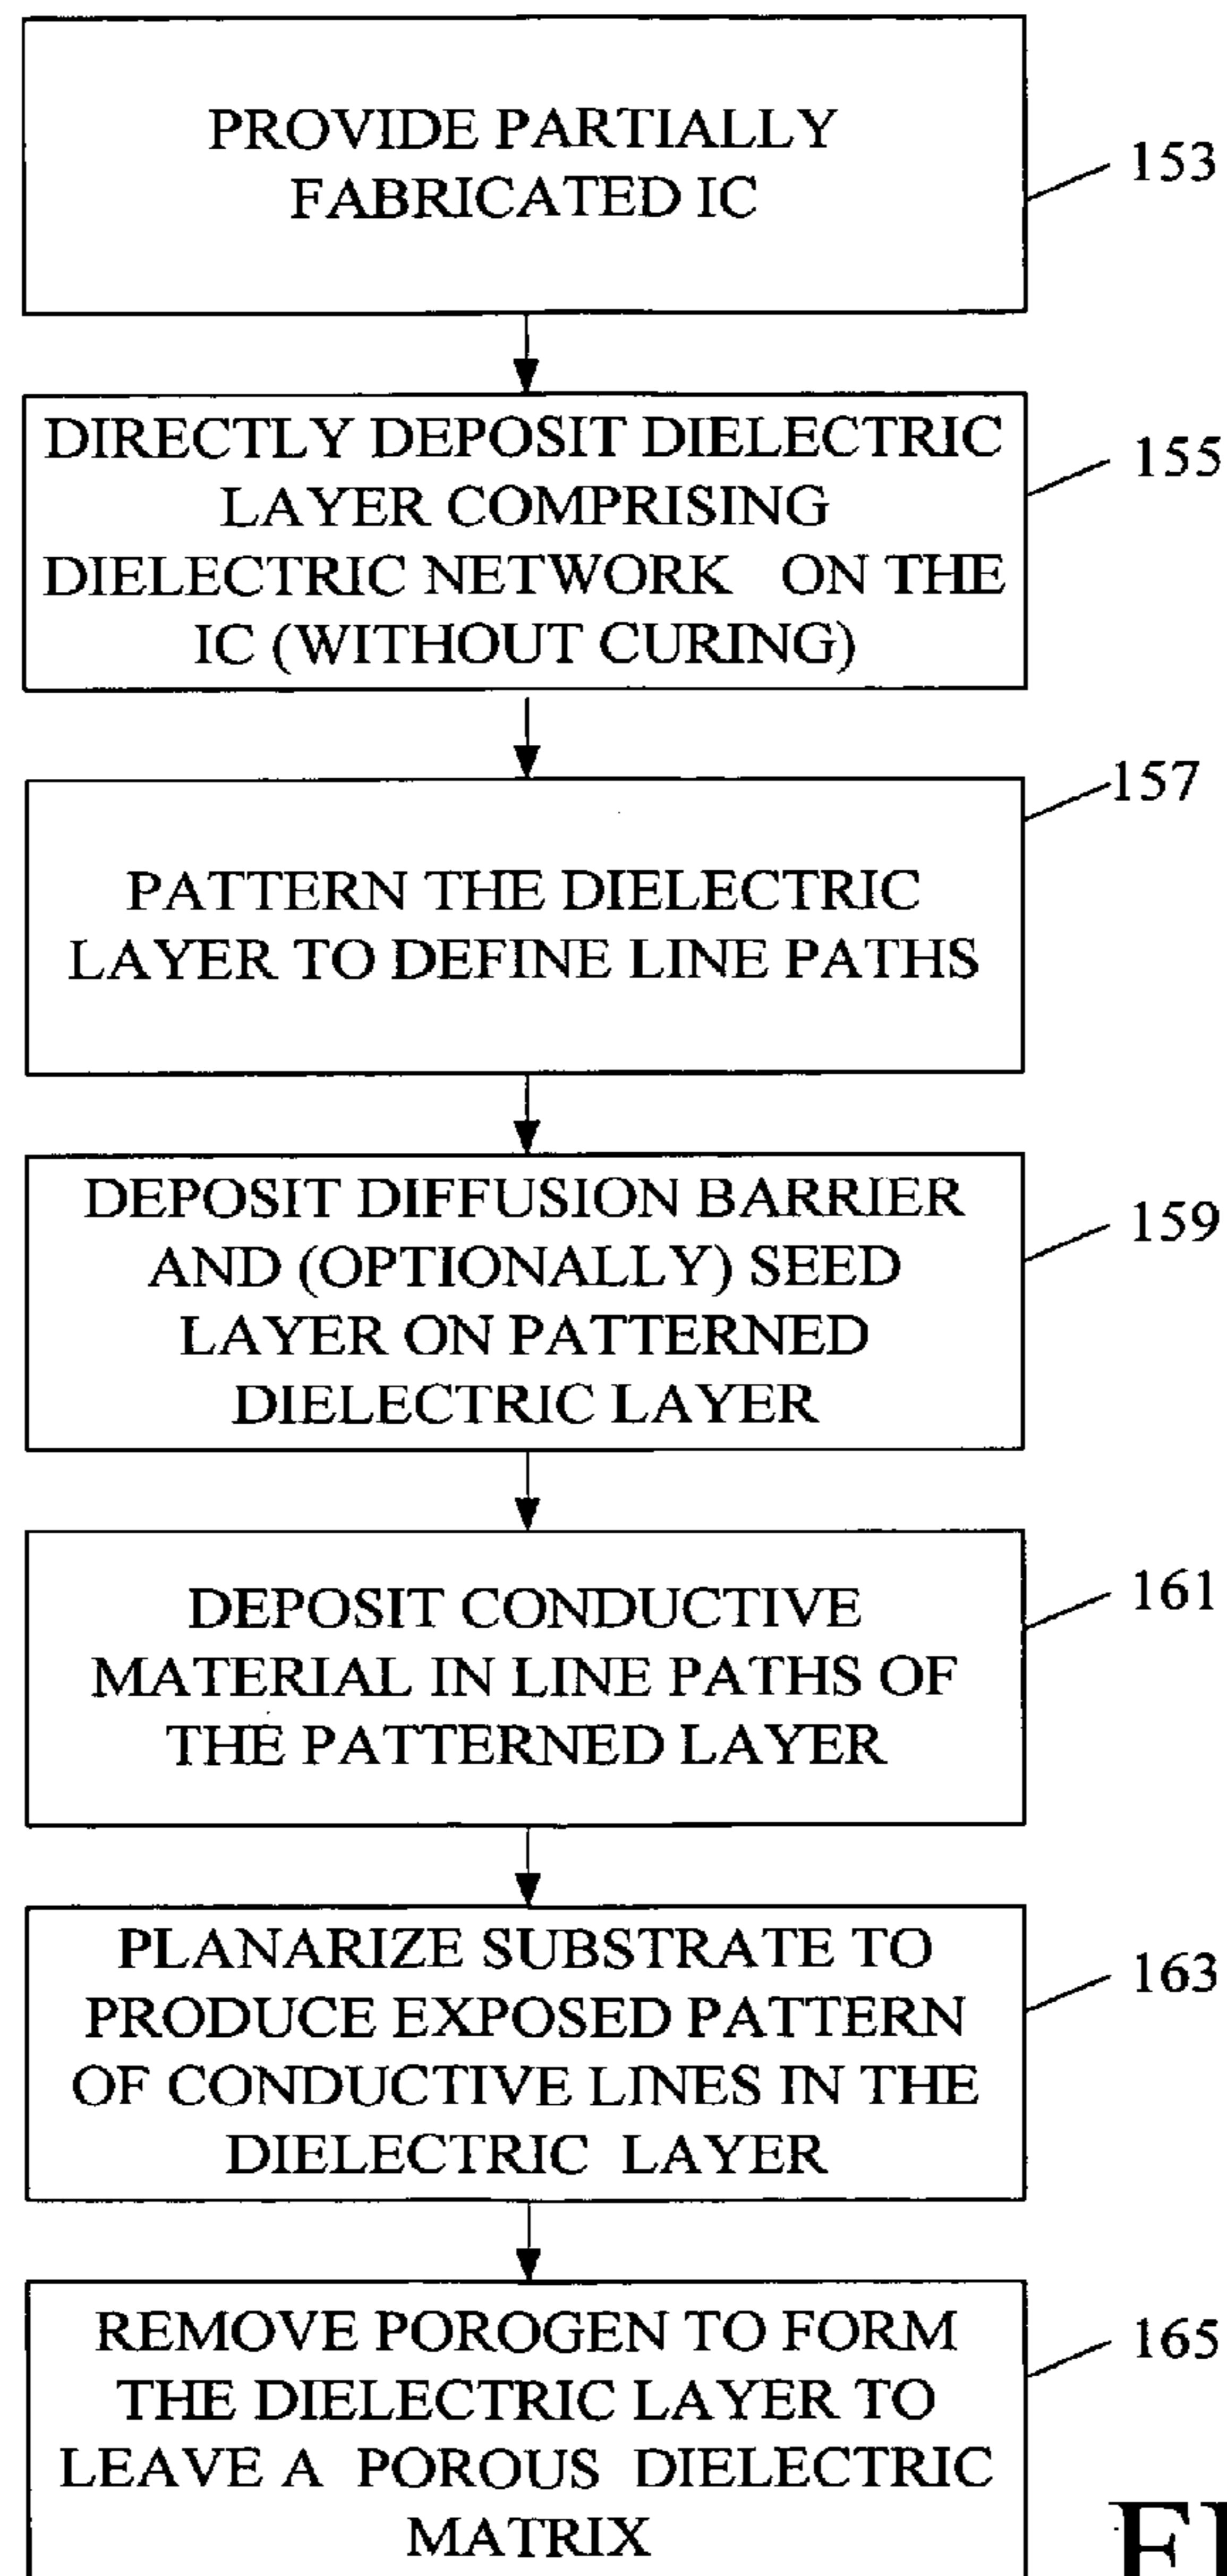 PROVIDE PARTIALLY
FABRICATED IC
153
DIRECTLY DEPOSIT DIELECTRIC
LAYER COMPRISING
DIELECTRIC NETWORK ON THE
IC (WITHOUT CURING)
155
157
PATTERN THE DIELECTRIC
LAYER TO DEFINE LINE PATHS
DEPOSIT DIFFUSION BARRIER
AND (OPTIONALLY) SEED
LAYER ON PATTERNED
DIELECTRIC LAYER
159
DEPOSIT CONDUCTIVE
MATERIAL IN LINE PATHS OF
THE PATTERNED LAYER
161
PLANARIZE SUBSTRATE TO
PRODUCE EXPOSED PATTERN
OF CONDUCTIVE LINES IN THE
DIELECTRIC LAYER
163
REMOVE POROGEN TO FORM
THE DIELECTRIC LAYER TO
LEAVE A POROUS DIELECTRIC
MATRIX
165